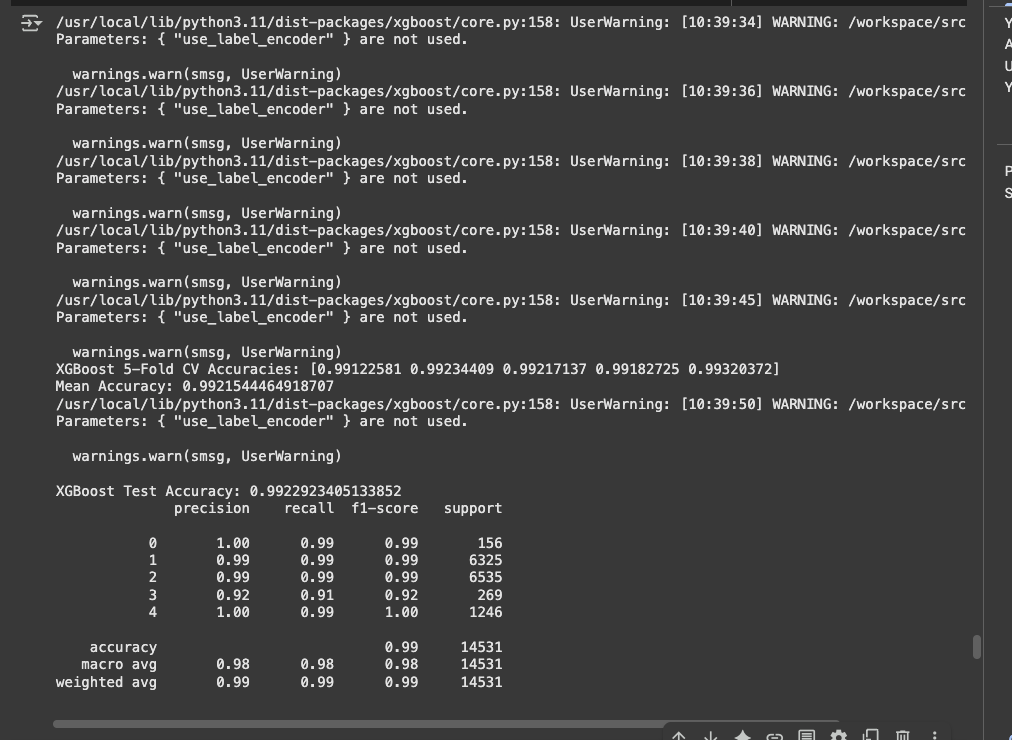 /usr/local/lib/python3.11/dist-packages/xgboost/core.py:158: UserWarning: [10:39:34] WARNING: /workspace/src
Parameters: { "use_label_encoder" } are not used.
warnings.warn(smsg, UserWarning)
/usr/local/lib/python3.11/dist-packages/xgboost/core.py:158: UserWarning: [10:39:36] WARNING: /workspace/src
Parameters: { "use_label_encoder" } are not used.
warnings.warn(smsg, UserWarning)
/usr/local/lib/python3.11/dist-packages/xgboost/core.py:158: UserWarning: [10:39:38] WARNING: /workspace/src
Parameters: { "use_label_encoder" } are not used.
warnings.warn(smsg, UserWarning)
/usr/local/lib/python3.11/dist-packages/xgboost/core.py:158: UserWarning: [10:39:40] WARNING: /workspace/src
Parameters: { "use_label_encoder" } are not used.
warnings.warn(smsg, UserWarning)
/usr/local/lib/python3.11/dist-packages/xgboost/core.py:158: UserWarning: [10:39:45] WARNING: /workspace/src
Parameters: { "use_label_encoder" } are not used.
warnings.warn(smsg, UserWarning)
XGBoost 5-Fold CV Accuracies: [0.99122581 0.99234409 0.99217137 0.99182725 0.99320372]
Mean Accuracy: 0.9921544464918707
/usr/local/lib/python3.11/dist-packages/xgboost/core.py:158: UserWarning: [10:39:50] WARNING: /workspace/src
Parameters: { "use_label_encoder" } are not used.
warnings.warn(smsg, UserWarning)
XGBoost Test Accuracy: 0.9922923405133852
precision recall f1-score support
0 1.00 0.99 0.99 156
1 0.99 0.99 0.99 6325
2 0.99 0.99 0.99 6535
3 0.92 0.91 0.92 269
4 1.00 0.99 1.00 1246
accuracy 0.99 14531
macro avg 0.98 0.98 0.98 14531
weighted avg 0.99 0.99 0.99 14531